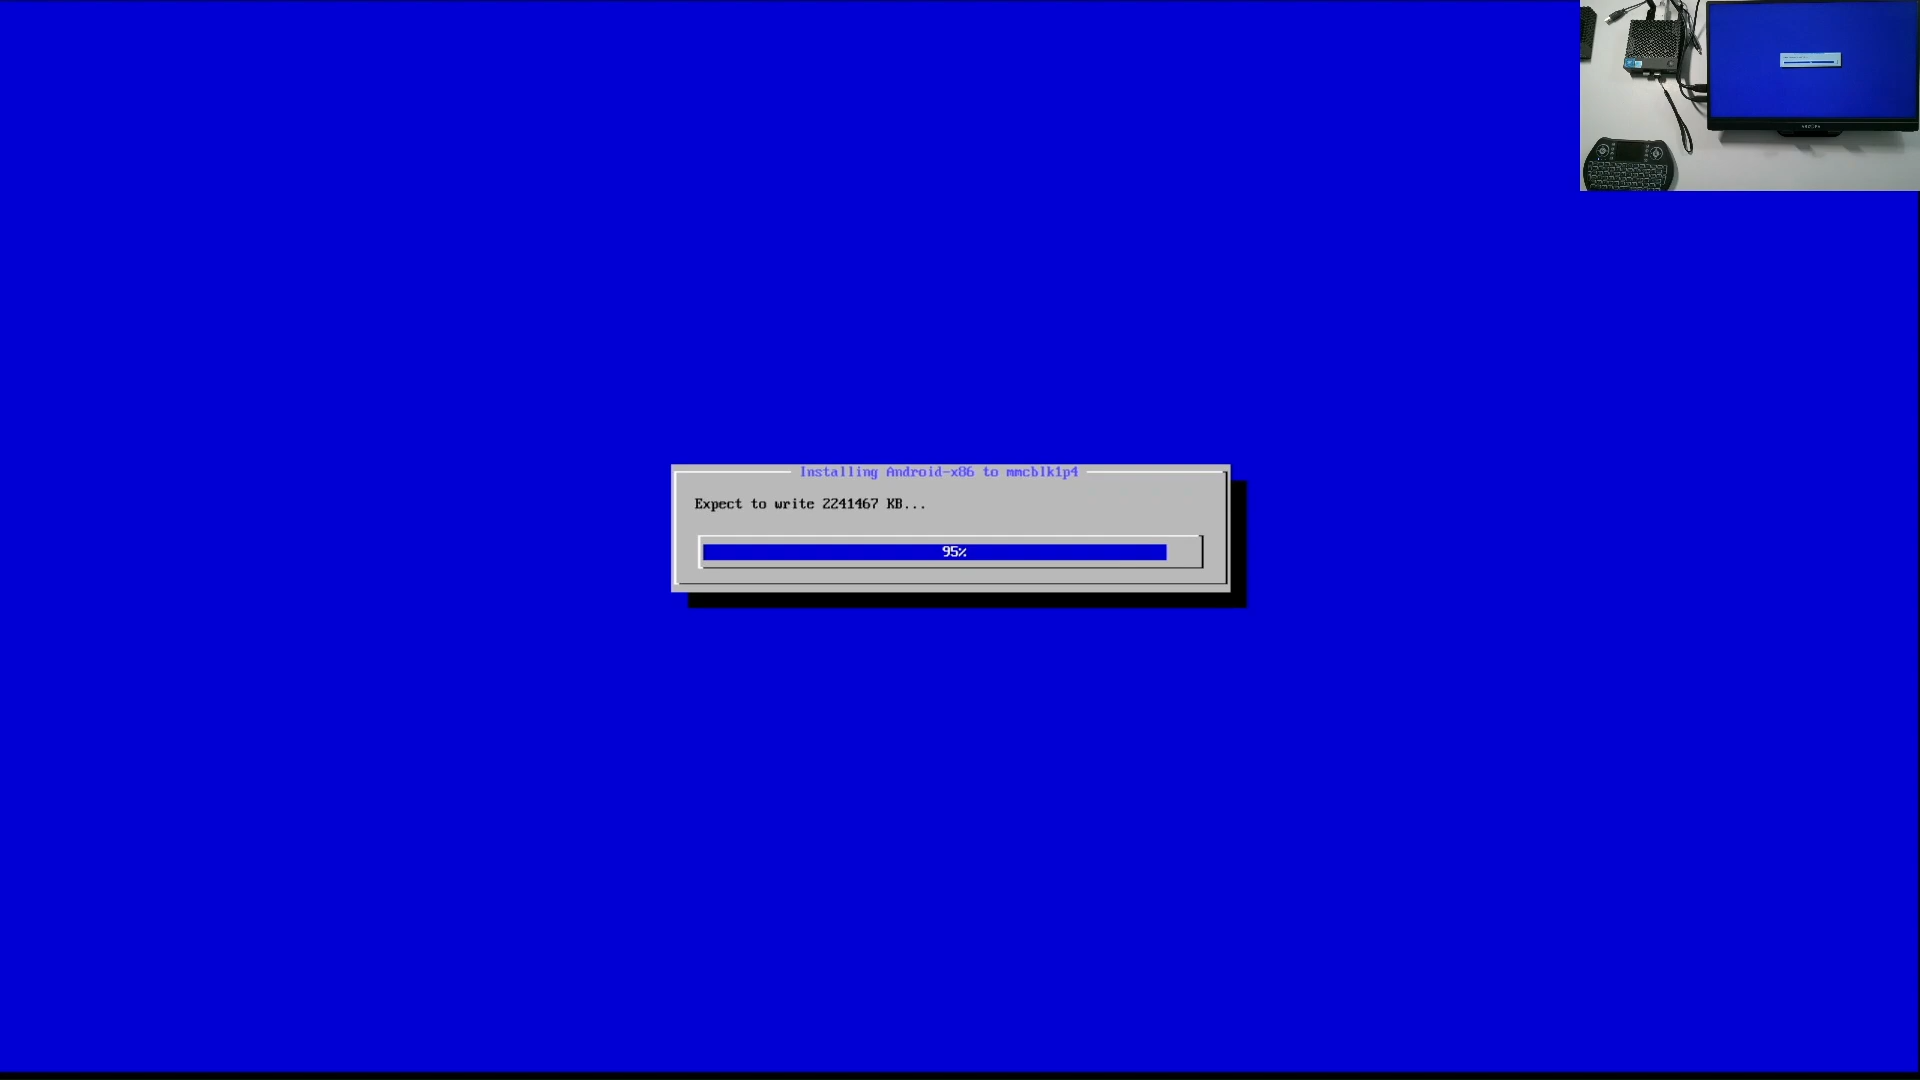 Installing Android-x86 to mmcblk1p4
Expect to write 2241467 KB...
95%